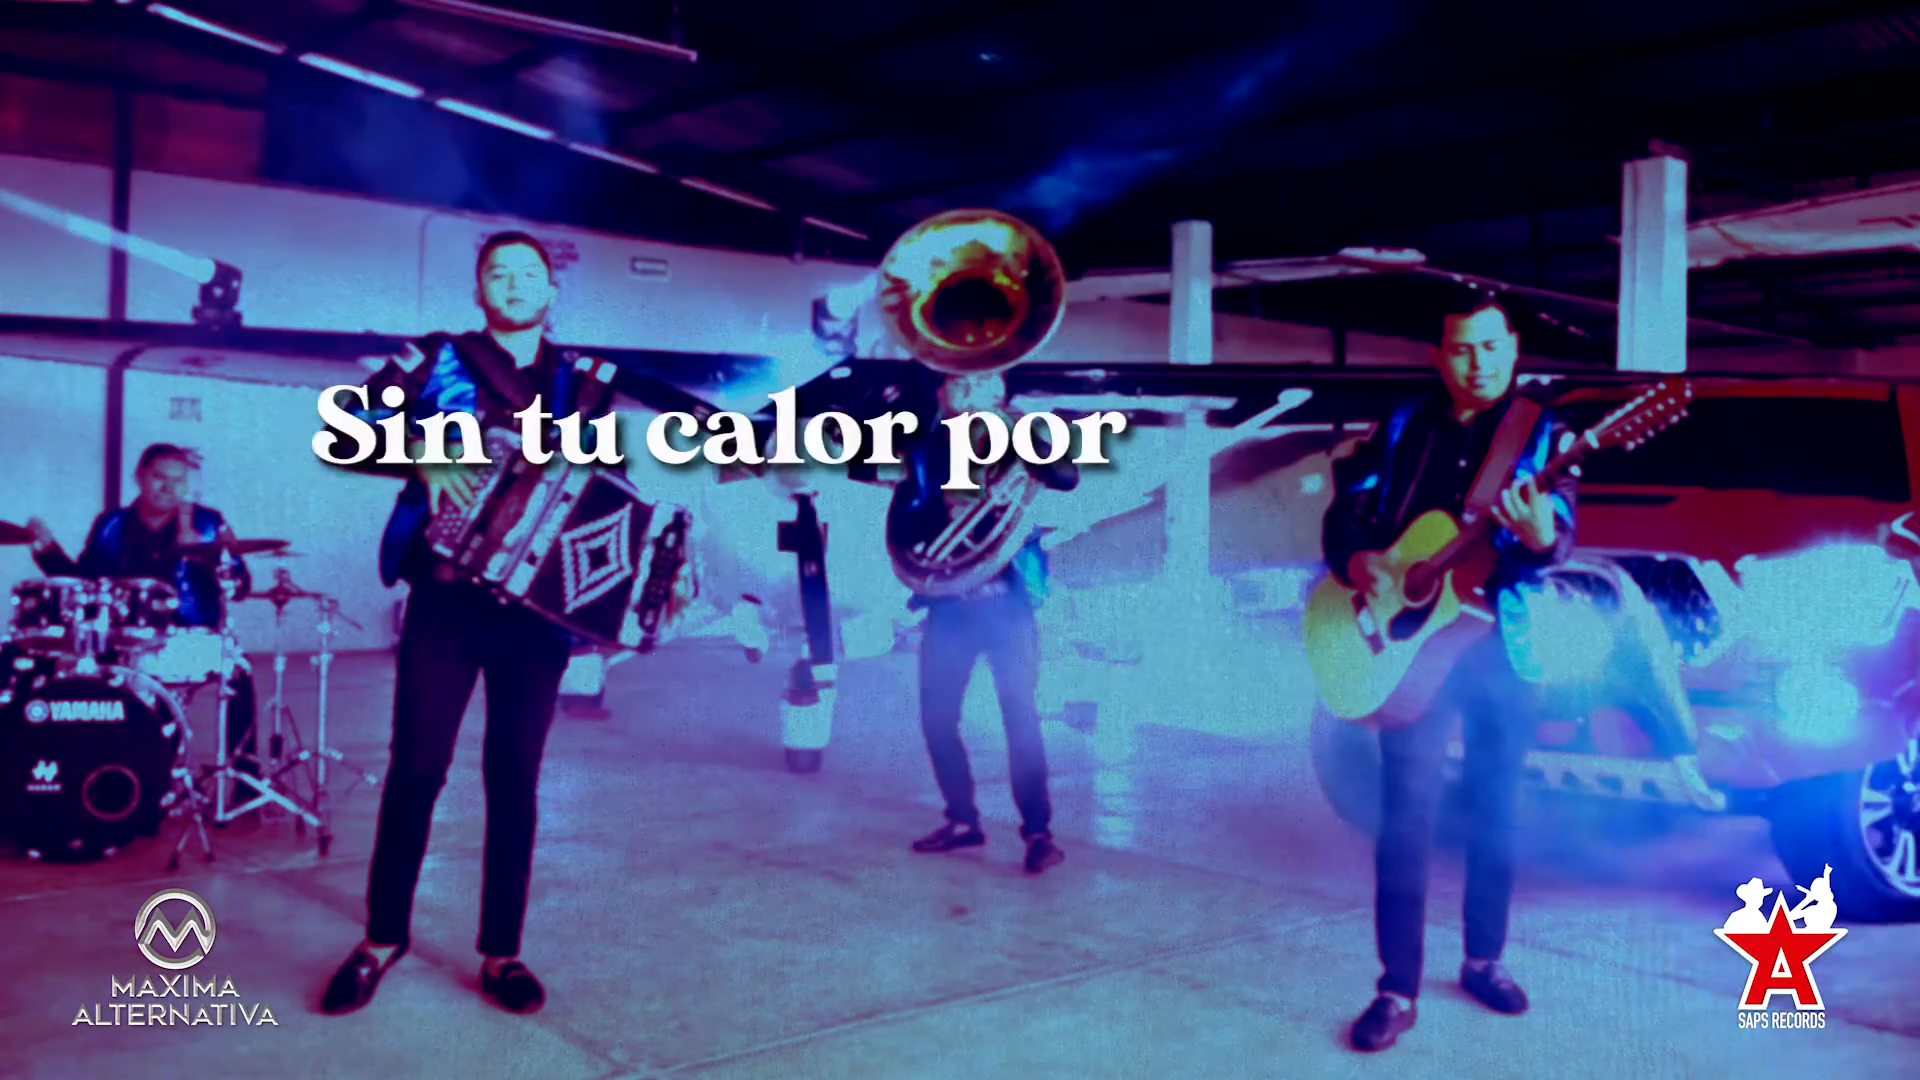 Sin tu calor por
YAMAHA
MAXIMA
ALTERNATIVA
A
SAPS RECORDS